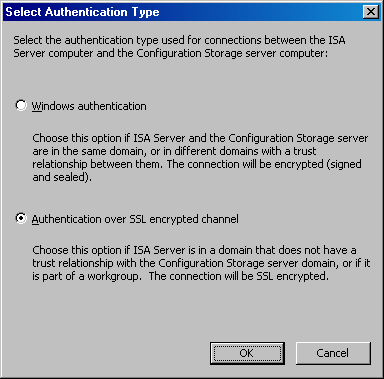 Select Authentication Type
Select the authentication type used for connections between the ISA
Server computer and the Configuration Storage server computer:
Windows authentication
Choose this option if ISA Server and the Configuration Storage server
are in the same domain, or in different domains with a trust
relationship between them. The connection will be encrypted (signed
and sealed).
Authentication over SSL encrypted channel
Choose this option if ISA Server is in a domain that does not have a
trust relationship with the Configuration Storage server domain, or if it
is part of a workgroup.  The connection will be SSL encrypted.
OK
Cancel